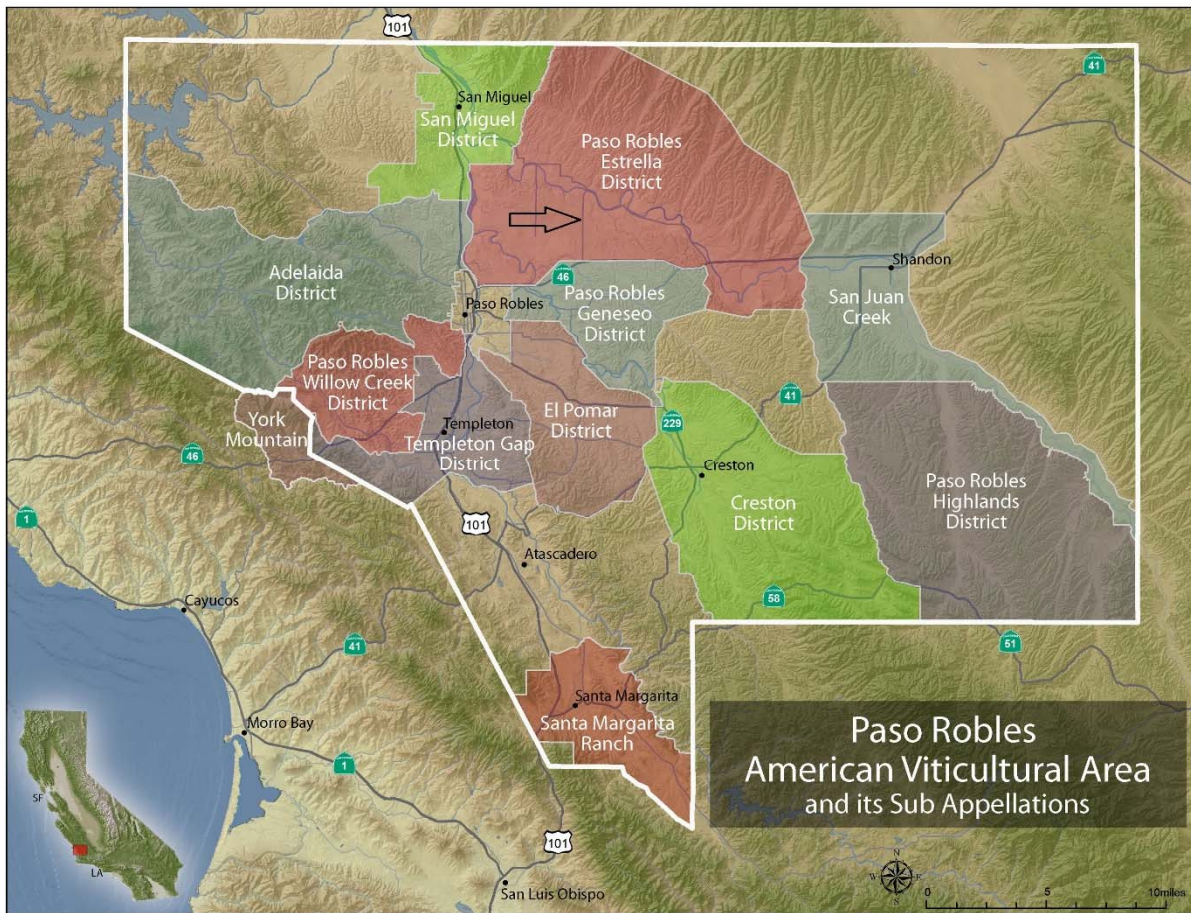 101
41
San Miguel
San Miguel
District
Paso Robles
Estrella
District
Adelaida
District
46
Shandon
Paso Robles
Paso Robles
Geneseo
District
San Juan
Creek
Paso Robles
Willow Creek
District
York
Mountain
46
Templeton
Templeton Gap
District
El Pomar
District
41
229
Creston
Creston
District
Paso Robles
Highlands
District
1
101
Atascadero
58
Cayucos
41
51
Santa Margarita
Santa Margarita
Ranch
Morro Bay
1
101
San Luis Obispo
SF
LA
Paso Robles
American Viticultural Area
and its Sub Appellations
N
W E
S
0 5 10miles